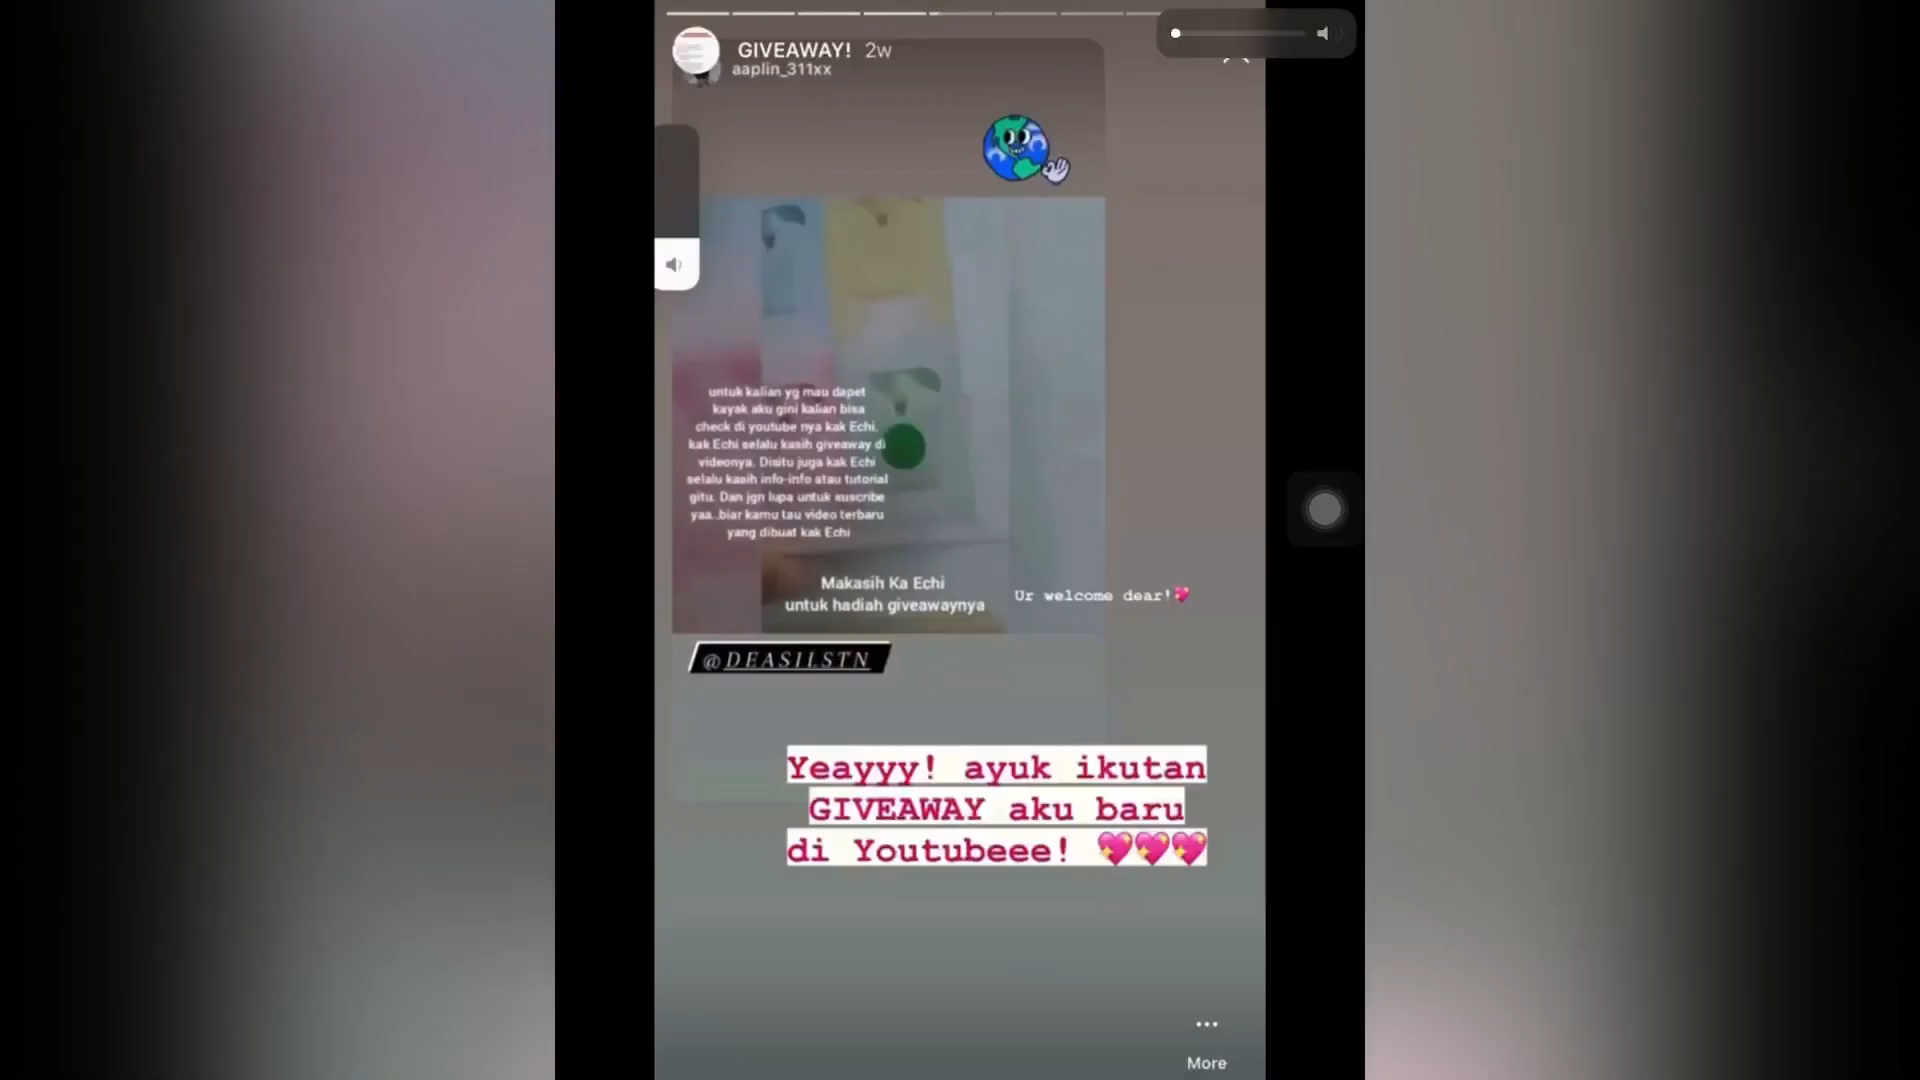 GIVEAWAY! 2w
aaplin_311xx
untuk kalian yg mau dapet
kayak aku gini kalian bisa
check di youtube nya kak Echi.
kak Echi selalu kasih giveaway di
videonya. Disitu juga kak Echi
selalu kasih info-info atau tutorial
gitu. Dan jgn lupa untuk suscribe
yaa..biar kamu tau video terbaru
yang dibuat kak Echi
Makasih Ka Echi
untuk hadiah giveawaynya
Ur welcome dear!💖
@DEASILSTN
Yeayyy! ayuk ikutan
GIVEAWAY aku baru
di Youtubeee! 💖💖💖
More